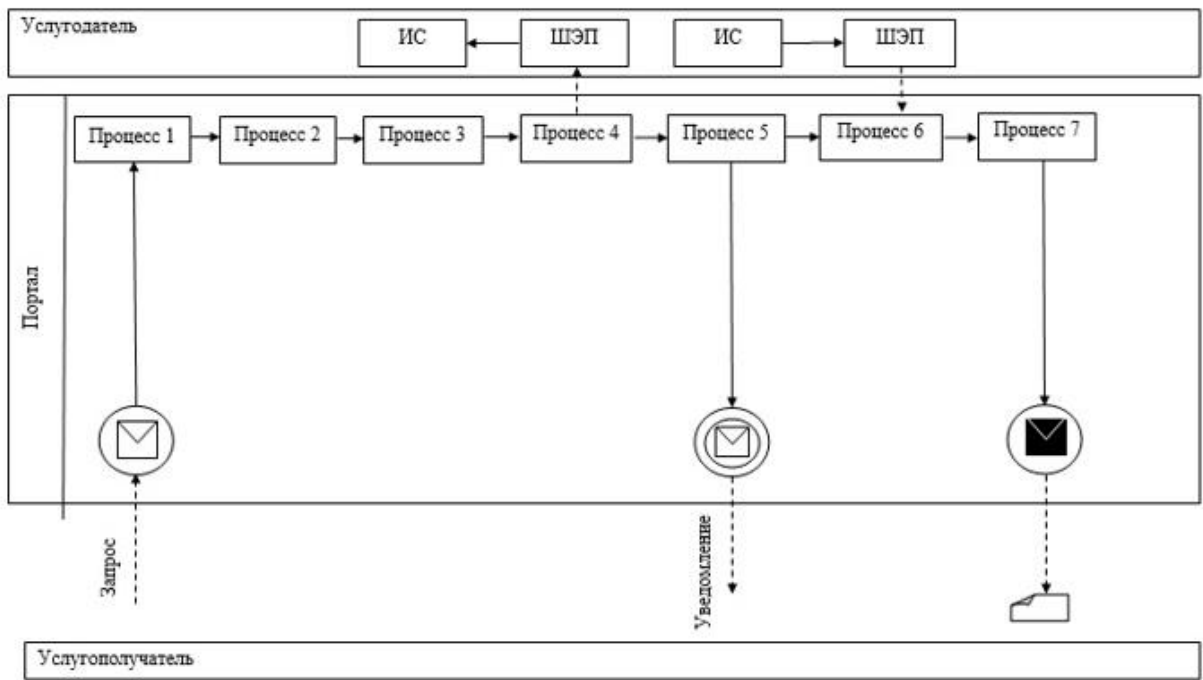 Услугодатель
ИС
ШЭП
ИС
ШЭП
Портал
Процесс 1
Процесс 2
Процесс 3
Процесс 4
Процесс 5
Процесс 6
Процесс 7
Запрос
Уведомление
Услугополучатель